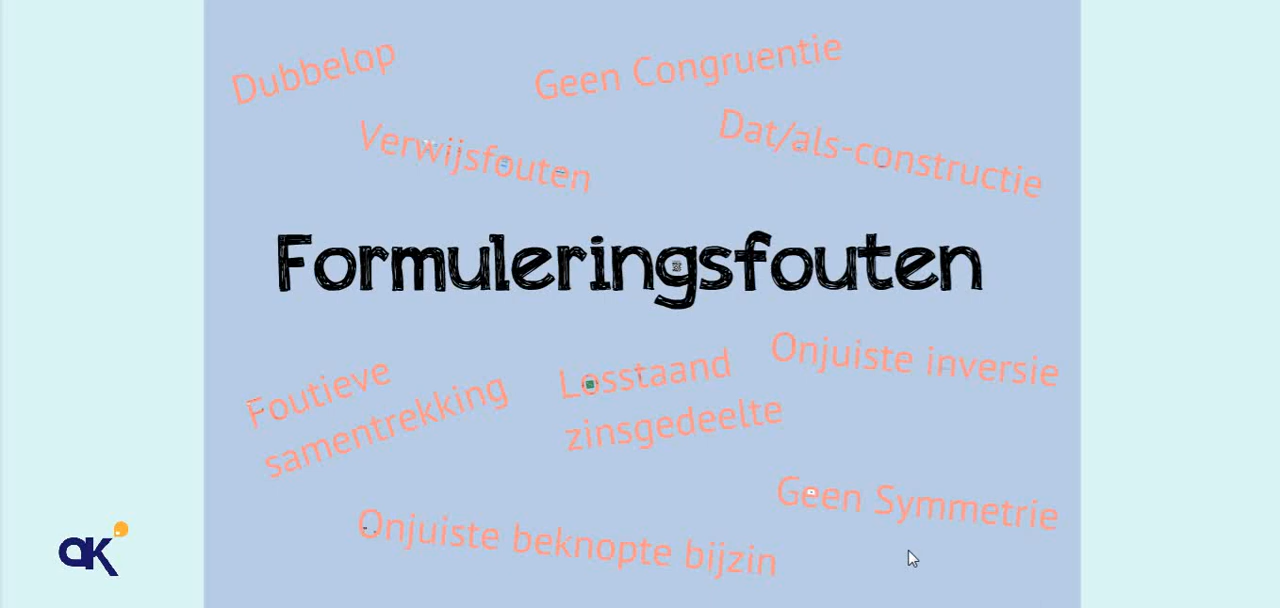 Dubbelop
Geen Congruentie
Verwijsfouten
Dat/als-constructie
Formuleringsfouten
Foutieve
samentrekking
Losstaand
zinsgedeelte
Onjuiste inversie
Geen Symmetrie
Onjuiste beknopte bijzin
aK